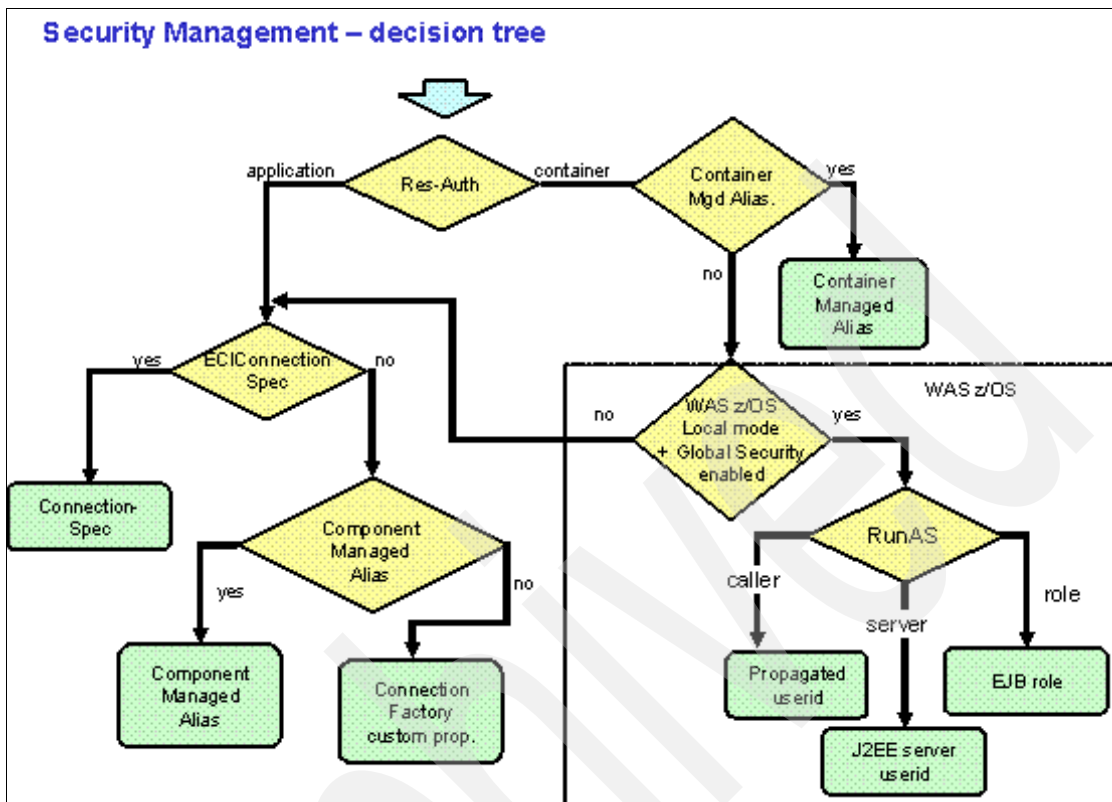 Security Management – decision tree
application
Res-Auth
container
Container
Mgd Alias.
yes
no
Container
Managed
Alias
yes
ECIConnection
Spec
no
no
WAS z/OS
Local mode
+ Global Security
enabled
yes
WAS z/OS
Connection-
Spec
Component
Managed
Alias
RunAS
yes
no
caller
server
role
Component
Managed
Alias
Connection
Factory
custom prop.
Propagated
userid
EJB role
J2EE server
userid